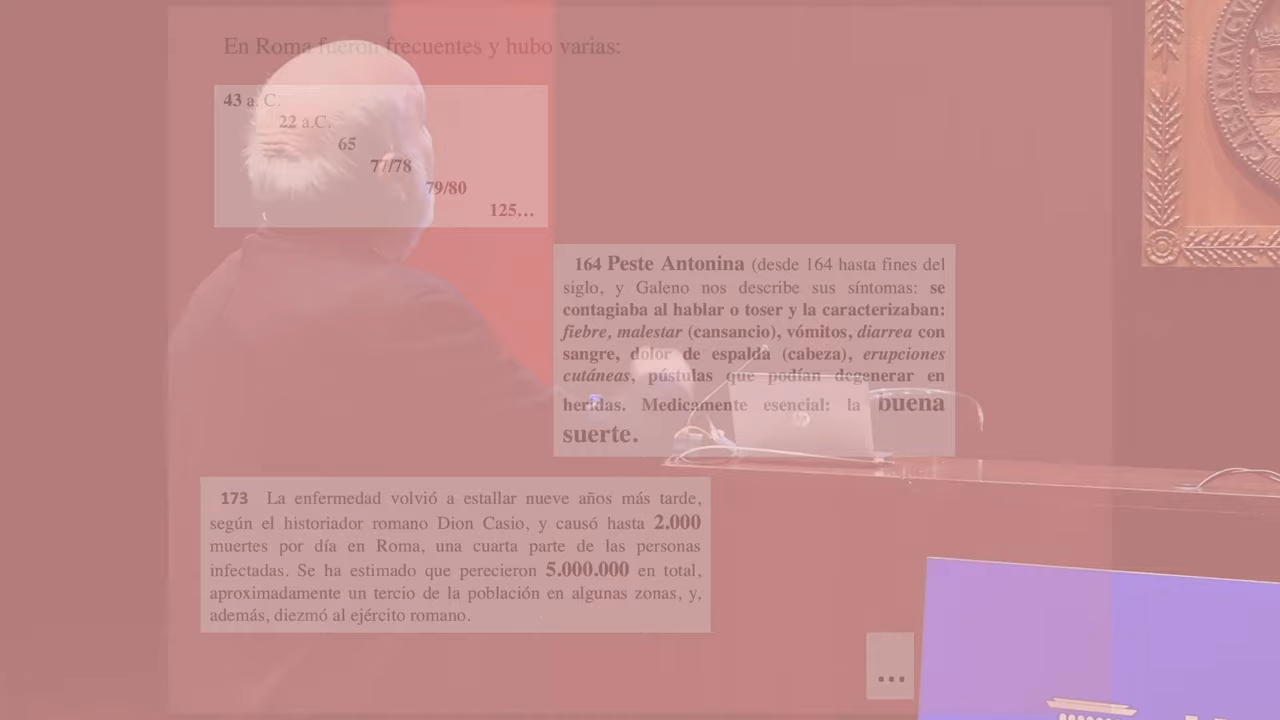 En Roma fueron frecuentes y hubo varias:
43 a. C.
22 a.C.
65
77/78
79/80
125...
164 Peste Antonina (desde 164 hasta fines del
siglo, y Galeno nos describe sus síntomas: se
contagiaba al hablar o toser y la caracterizaban:
fiebre, malestar (cansancio), vómitos, diarrea con
sangre, dolor de espalda (cabeza), erupciones
cutáneas, pústulas que podían degenerar en
heridas. Medicamente esencial: la buena
suerte.
173 La enfermedad volvió a estallar nueve años más tarde,
según el historiador romano Dion Casio, y causó hasta 2.000
muertes por día en Roma, una cuarta parte de las personas
infectadas. Se ha estimado que perecieron 5.000.000 en total,
aproximadamente un tercio de la población en algunas zonas, y,
además, diezmó al ejército romano.
...